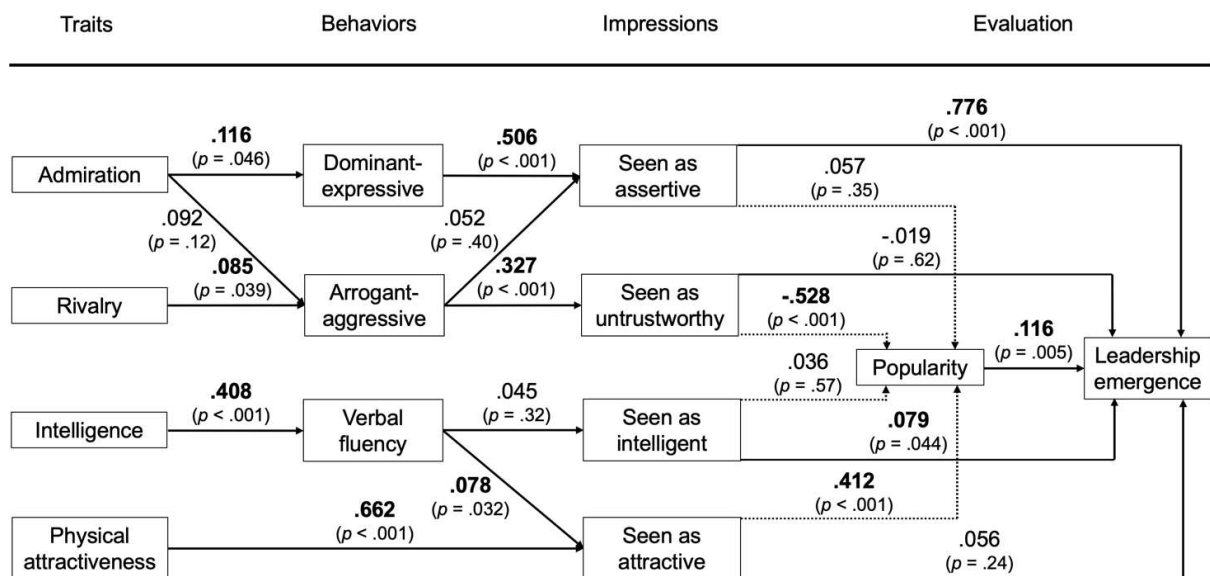 Traits Behaviors Impressions Evaluation
.776
(p < .001)
.116
(p = .046)
.506
(p < .001)
Admiration
Dominant-
expressive
Seen as
assertive
.057
(p = .35)
.092
(p = .12)
.052
(p = .40)
-.019
(p = .62)
.085
(p = .039)
.327
(p < .001)
Rivalry
Arrogant-
aggressive
Seen as
untrustworthy
-.528
(p < .001)
.116
(p = .005)
Popularity
Leadership
emergence
.036
(p = .57)
.408
(p < .001)
.045
(p = .32)
Intelligence
Verbal
fluency
Seen as
intelligent
.079
(p = .044)
.078
(p = .032)
.412
(p < .001)
.662
(p < .001)
Physical
attractiveness
Seen as
attractive
.056
(p = .24)